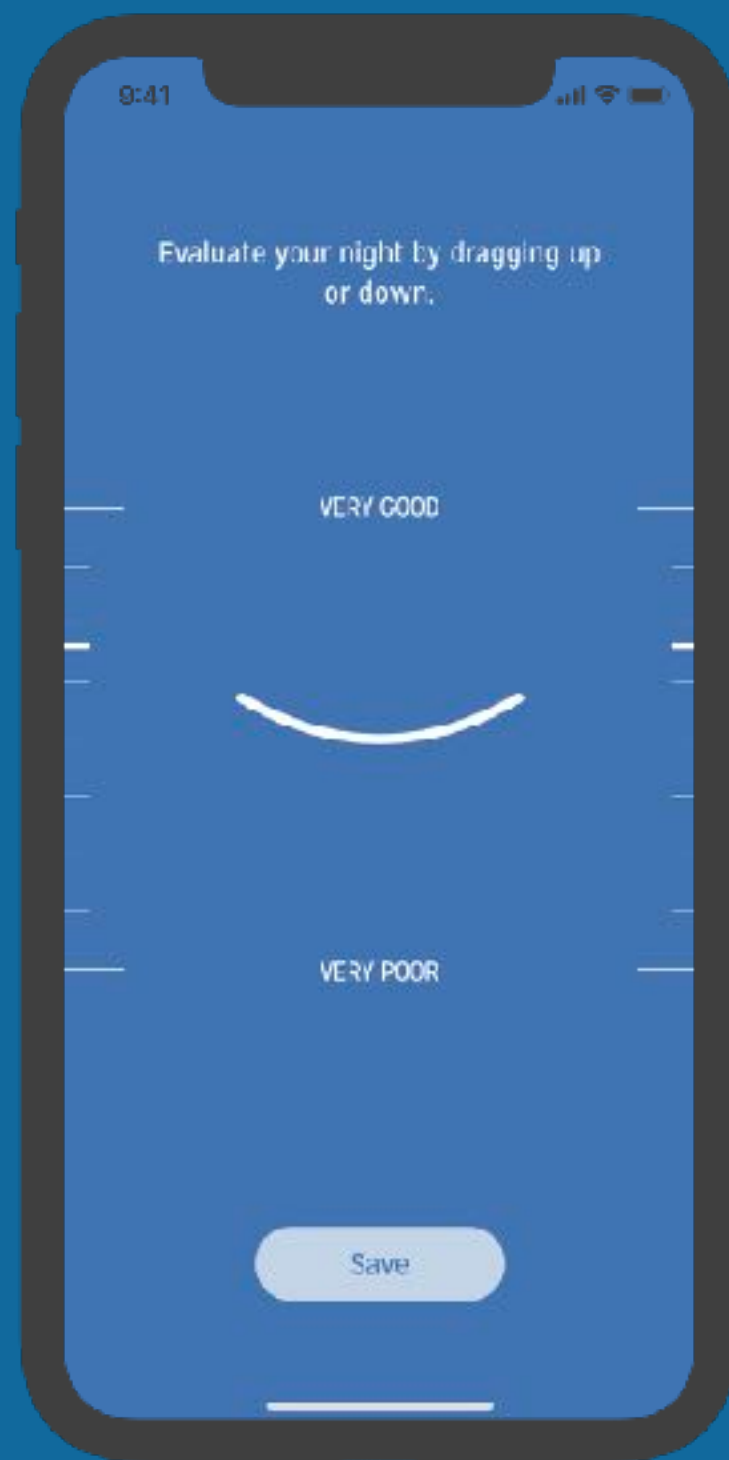 9:41
Evaluate your night by dragging up
or down.
VERY GOOD
VERY POOR
Save